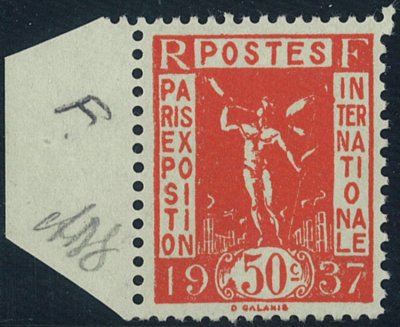 F.
R POSTES F
PARIS EXPOSITION
INTERNATIONALE
19 50c 37
D GALANIS